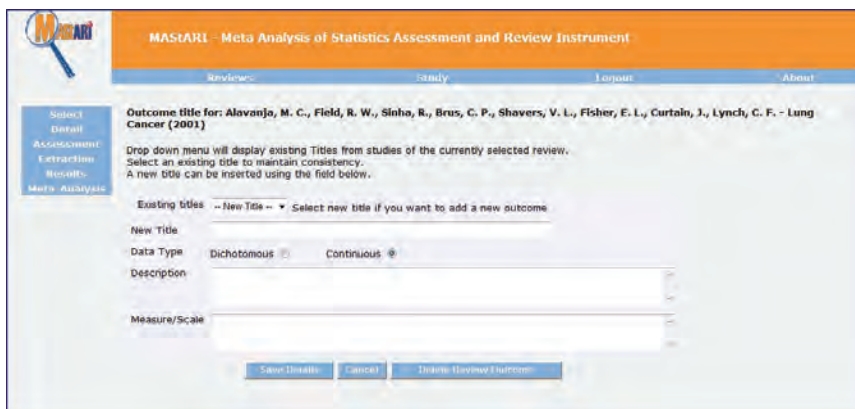 MAStARI
MAStARI - Meta Analysis of Statistics Assessment and Review Instrument
Reviews Study Logout About
Select
Detail
Assessment
Extraction
Results
Meta Analysis
Outcome title for: Alavanja, M. C., Field, R. W., Sinha, R., Brus, C. P., Shavers, V. L., Fisher, E. L., Curtain, J., Lynch, C. F. - Lung
Cancer (2001)
Drop down menu will display existing Titles from studies of the currently selected review.
Select an existing title to maintain consistency.
A new title can be inserted using the field below.
Existing titles -- New Title -- Select new title if you want to add a new outcome
New Title
Data Type Dichotomous Continuous
Description
Measure/Scale
Save Details Cancel Delete Review Outcome